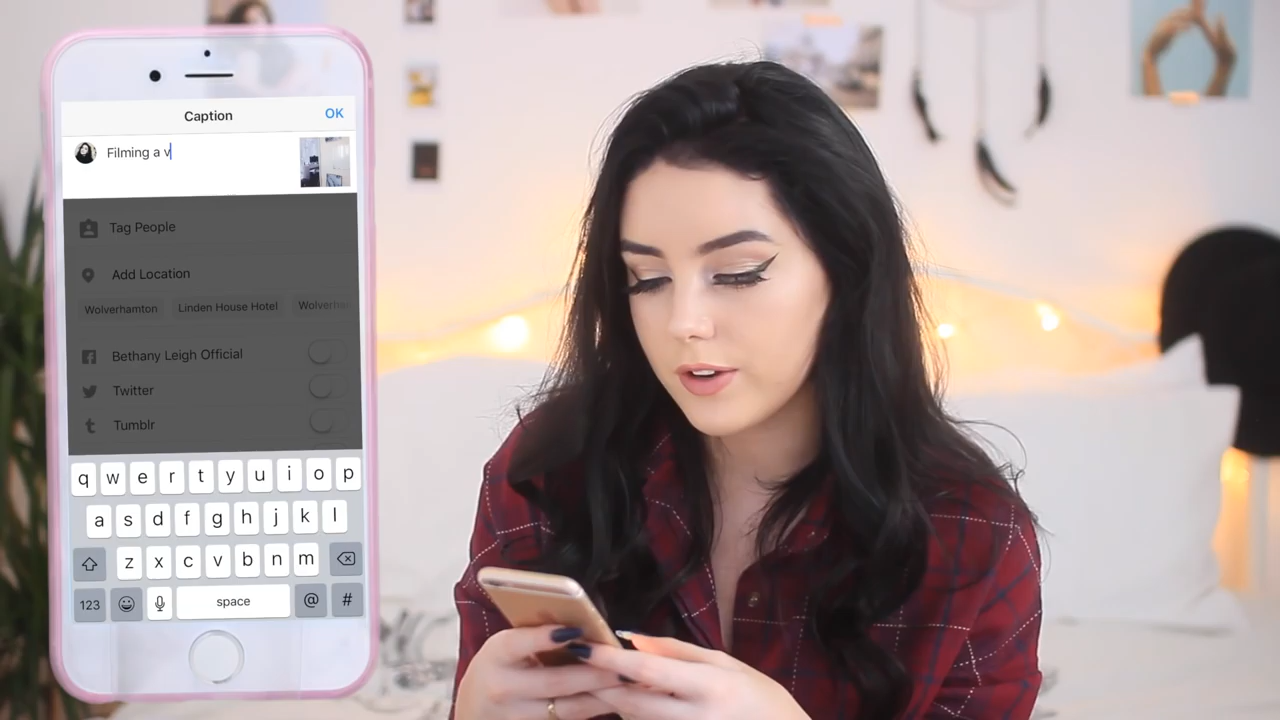 Caption
OK
Filming a v
Tag People
Add Location
Wolverhamton
Linden House Hotel
Bethany Leigh Official
Twitter
Tumblr
q w e r t y u i o p
a s d f g h j k l
z x c v b n m
123 space @ #